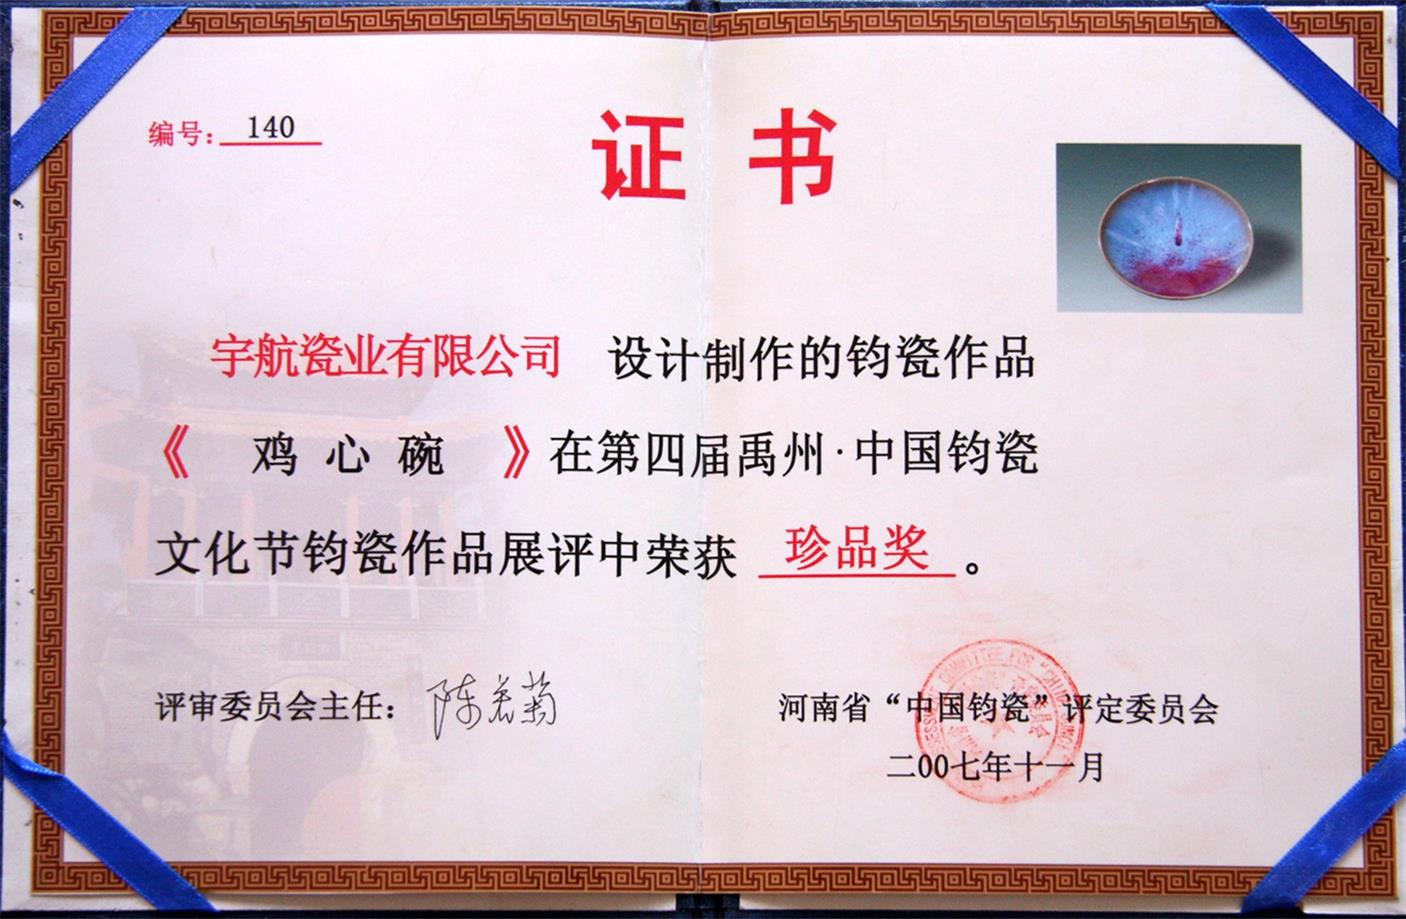 编号：140
证书
宇航瓷业有限公司 设计制作的钧瓷作品
《 鸡心碗 》在第四届禹州·中国钧瓷
文化节钧瓷作品展评中荣获 珍品奖。
评审委员会主任：
河南省“中国钧瓷”评定委员会
二00七年十一月
COMMITTEE FOR "CHINA